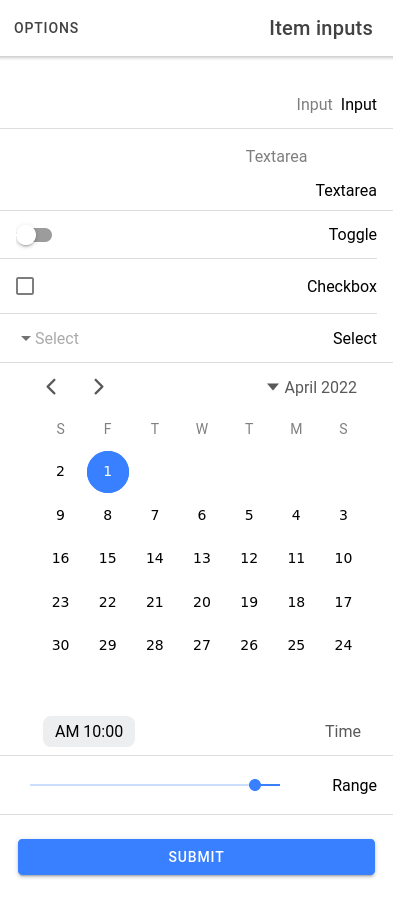 OPTIONS Item inputs
Input Input
Textarea
Textarea
Toggle
Checkbox
Select Select
April 2022
S F T W T M S
2 1
9 8 7 6 5 4 3
16 15 14 13 12 11 10
23 22 21 20 19 18 17
30 29 28 27 26 25 24
AM 10:00 Time
Range
SUBMIT